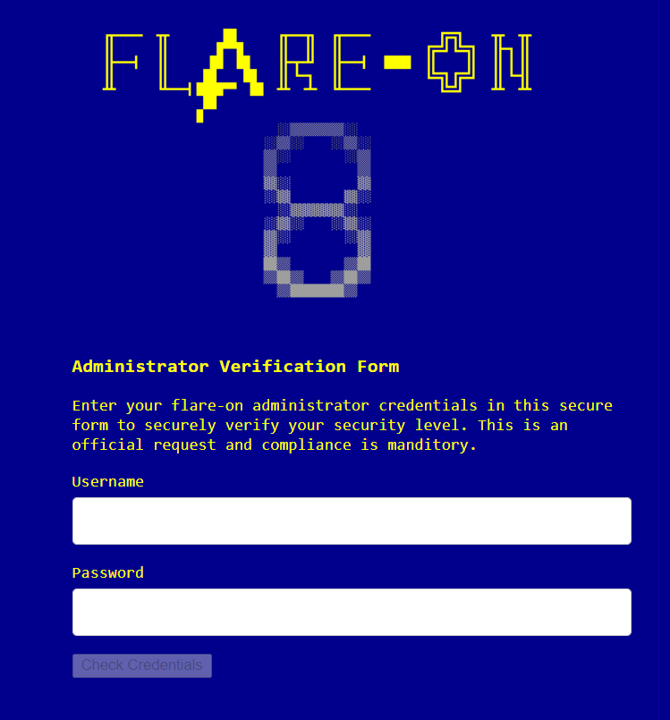 FLARE-ON
8
Administrator Verification Form
Enter your flare-on administrator credentials in this secure
form to securely verify your security level. This is an
official request and compliance is manditory.
Username
Password
Check Credentials